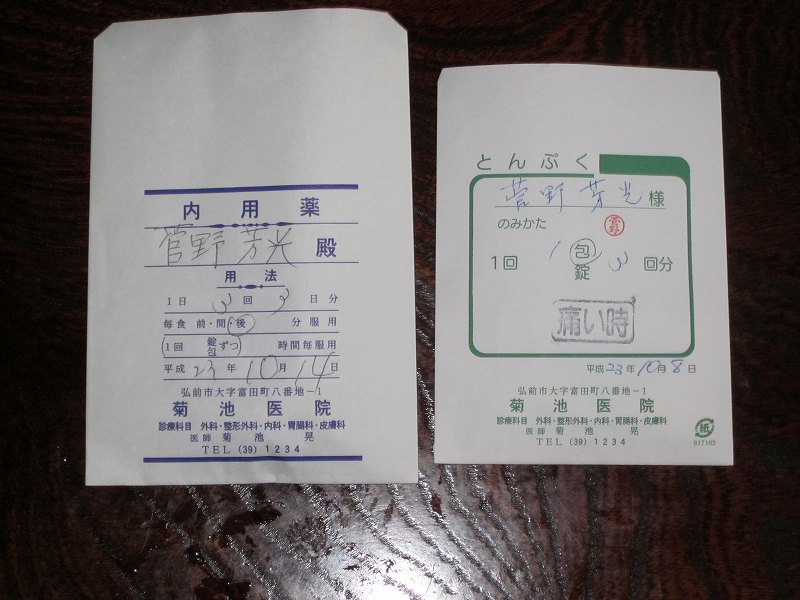 内用薬
菅野芳光 殿
用法
1日 3 回 3 日分
毎食 前・間・後 分服用
(1回 錠包ずつ) 時間毎服用
平成 23 年 10 月 14 日
弘前市大字富田町八番地-1
菊池医院
診療科目 外科・整形外科・内科・胃腸科・皮膚科
医師 菊池 晃
TEL (39) 1234
とんぷく
菅野芳光 様
のみかた 菅野
1回 1 包錠 3 回分
痛い時
平成 23 年 10 月 8 日
弘前市大字富田町八番地-1
菊池医院
診療科目 外科・整形外科・内科・胃腸科・皮膚科
医師 菊池 晃
TEL (39) 1234
紙
817163